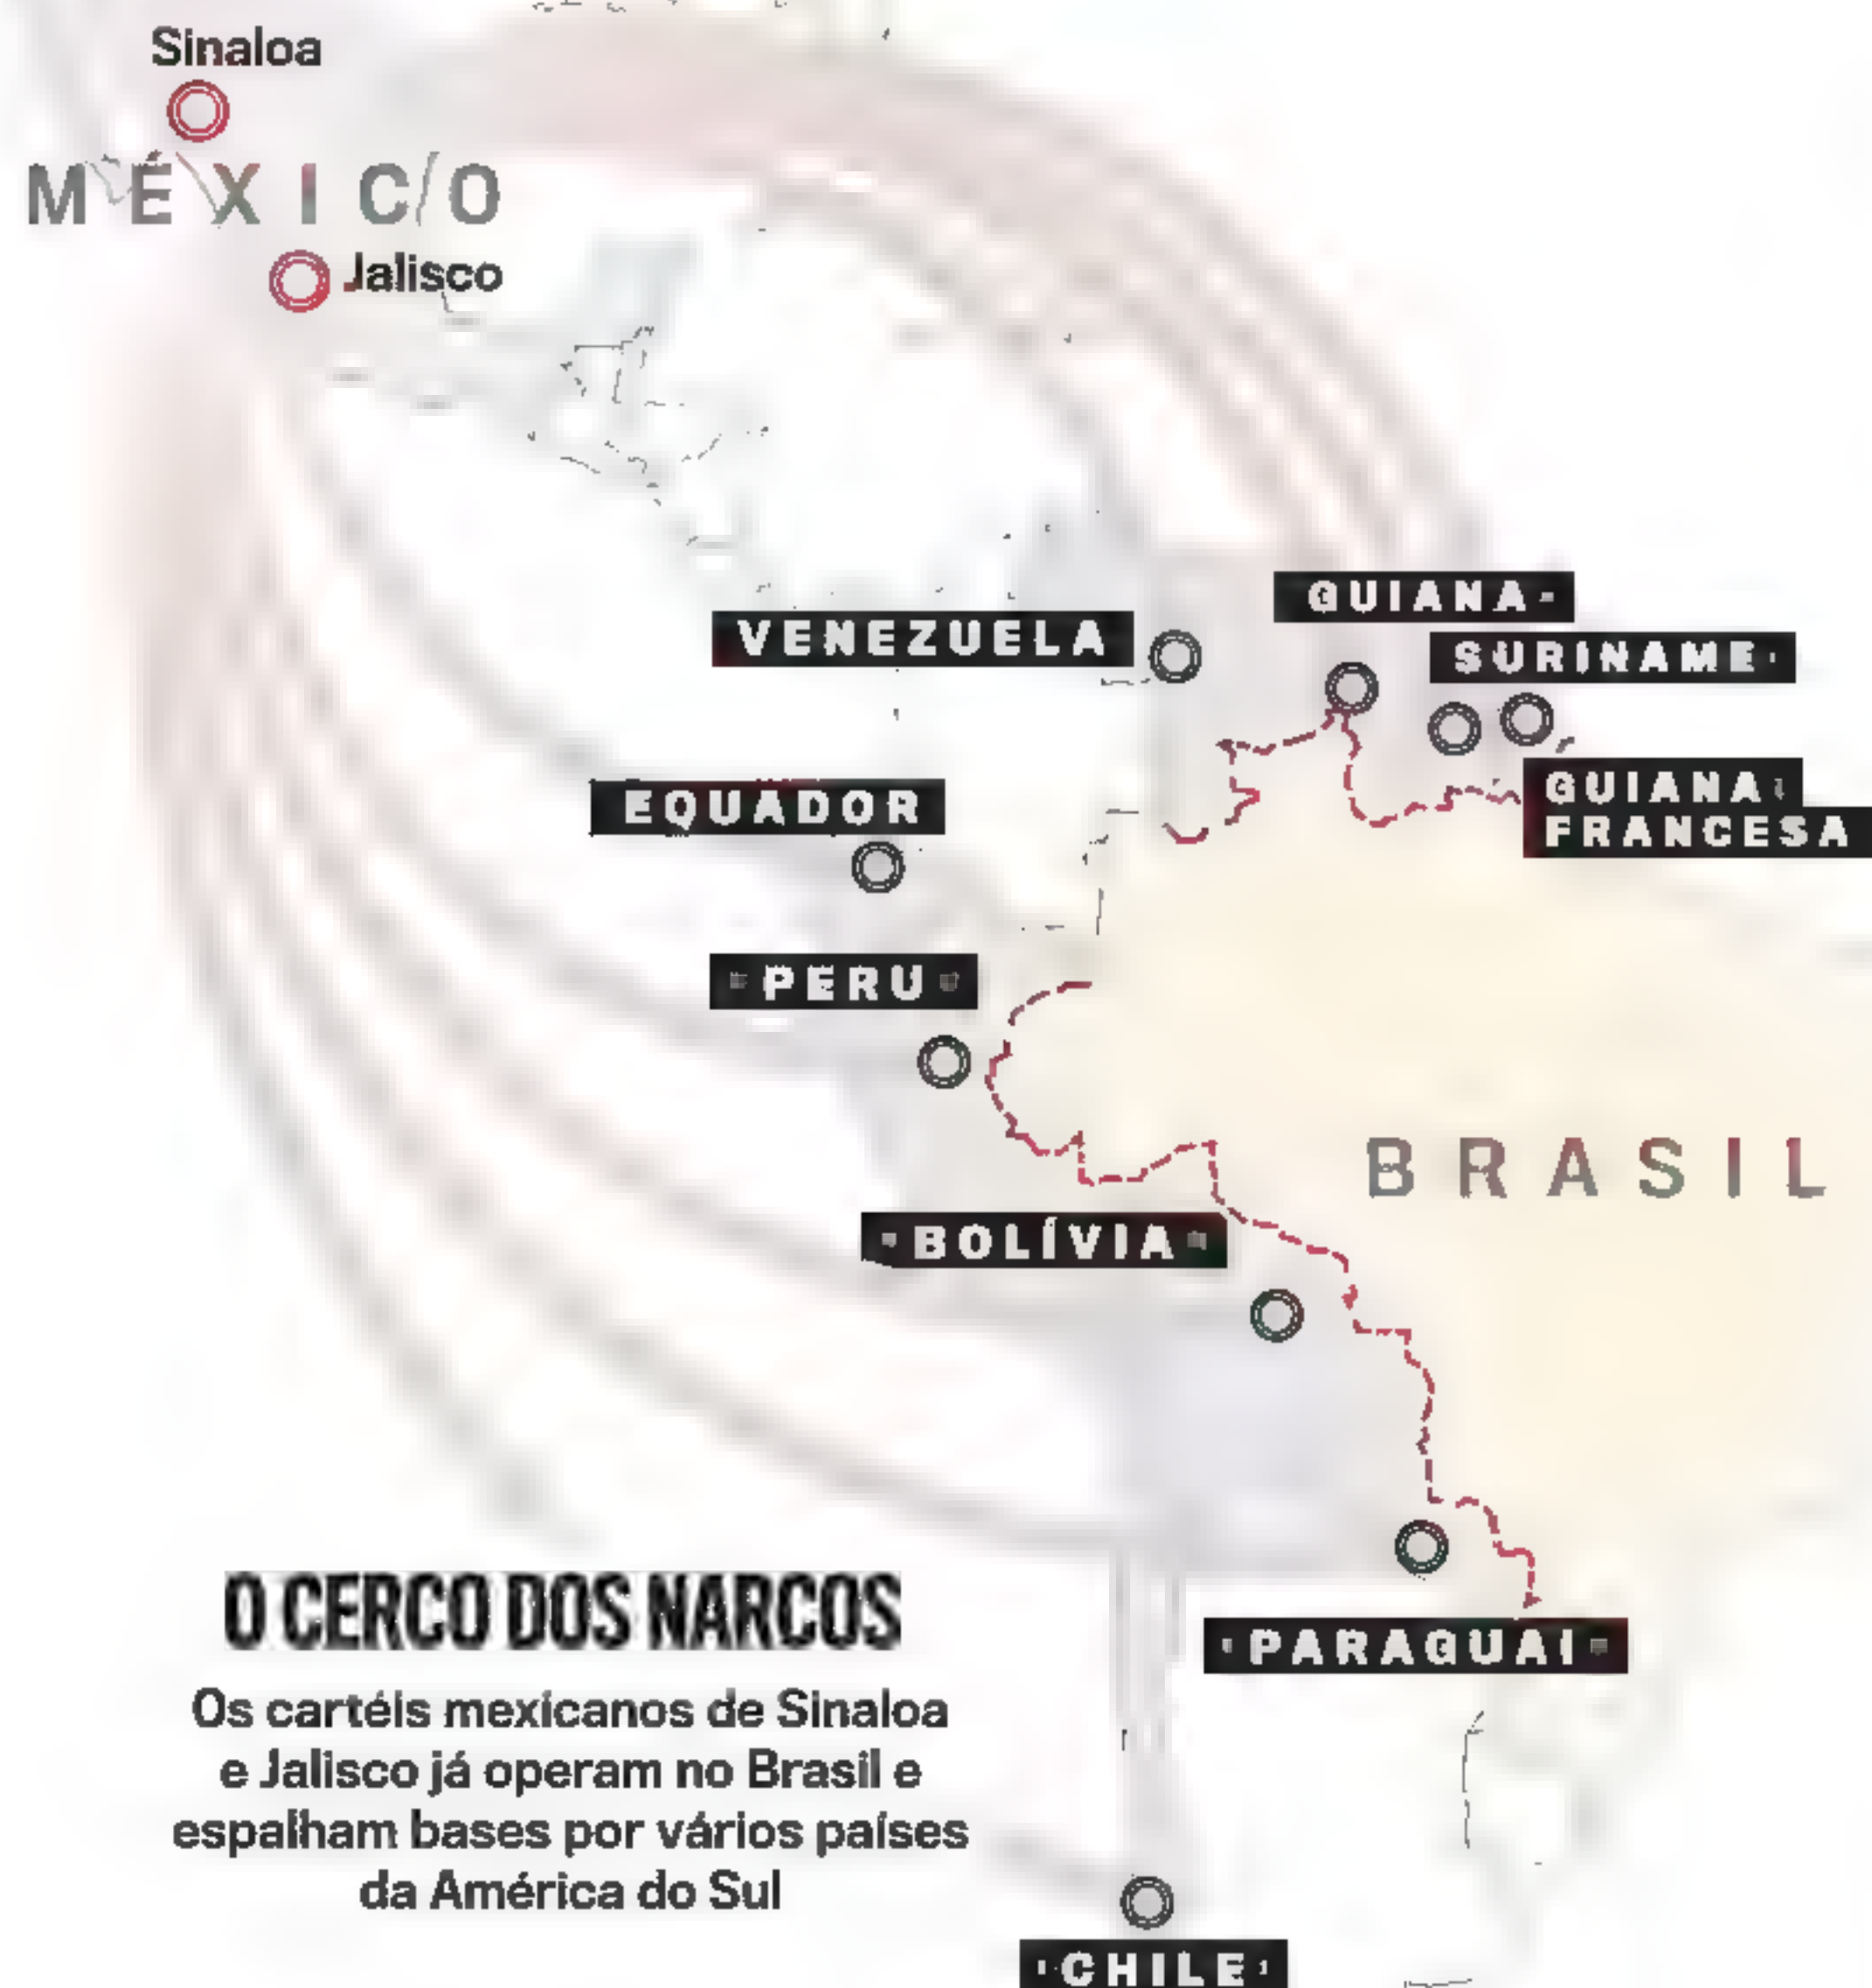 Sinaloa
MÉXICO
Jalisco
GUIANA
VENEZUELA
SURINAME
GUIANA
FRANCESA
EQUADOR
PERU
BRASIL
BOLÍVIA
O CERCO DOS NARCOS
PARAGUAI
Os cartéis mexicanos de Sinaloa
e Jalisco já operam no Brasil e
espalham bases por vários países
da América do Sul
CHILE